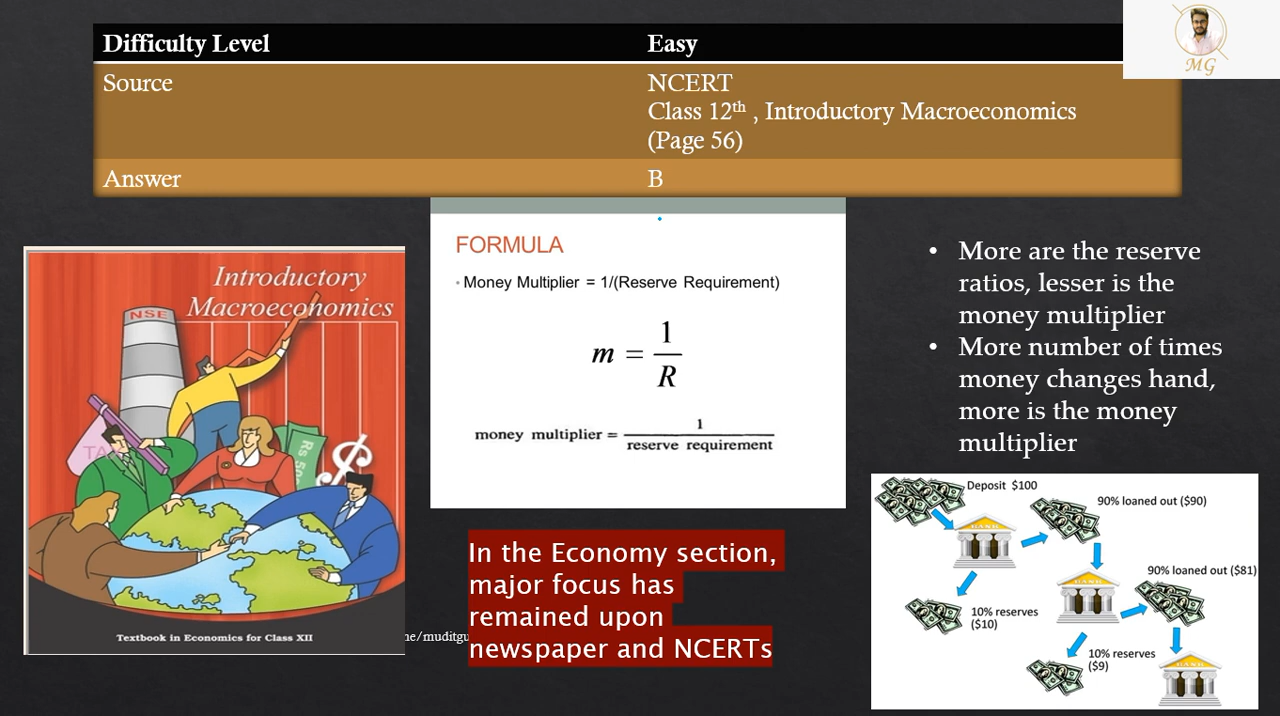 Difficulty Level Easy
Source NCERT
Class 12th , Introductory Macroeconomics
(Page 56)
Answer B
MG
Introductory
Macroeconomics
NSE
TA
Textbook in Economics for Class XII
FORMULA
• Money Multiplier = 1/(Reserve Requirement)
m = 1
R
money multiplier = 1
reserve requirement
In the Economy section,
major focus has
remained upon
newspaper and NCERTs
• More are the reserve
ratios, lesser is the
money multiplier
• More number of times
money changes hand,
more is the money
multiplier
Deposit $100
90% loaned out ($90)
BANK
90% loaned out ($81)
BANK
10% reserves
($10)
10% reserves
($9)
BANK